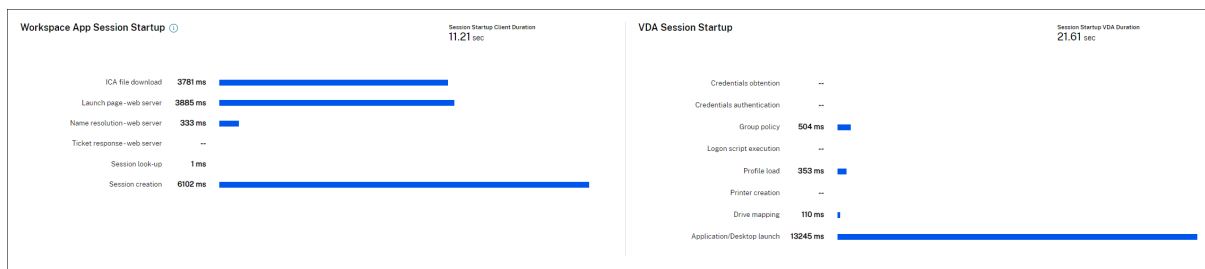 Workspace App Session Startup
Session Startup Client Duration
11.21 sec
ICA file download 3781 ms
Launch page - web server 3885 ms
Name resolution - web server 333 ms
Ticket response - web server --
Session look-up 1 ms
Session creation 6102 ms
VDA Session Startup
Session Startup VDA Duration
21.61 sec
Credentials obtention --
Credentials authentication --
Group policy 504 ms
Logon script execution --
Profile load 353 ms
Printer creation --
Drive mapping 110 ms
Application/Desktop launch 13245 ms